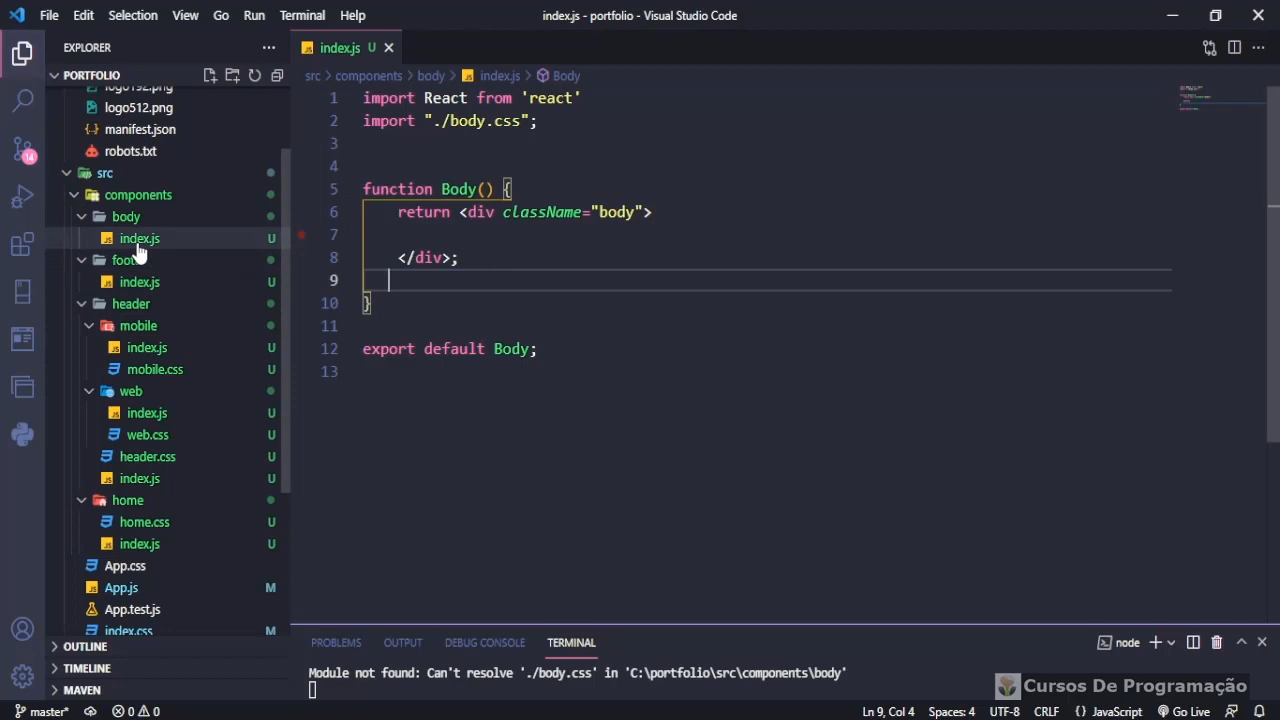 File Edit Selection View Go Run Terminal Help
index.js - portfolio - Visual Studio Code
EXPLORER
PORTFOLIO
logo192.png
logo512.png
manifest.json
robots.txt
src
components
body
index.js U
index.js U
header
mobile
index.js U
mobile.css U
web
index.js U
web.css U
header.css U
index.js U
home
home.css U
index.js U
App.css
App.js M
App.test.js
index.css M
OUTLINE
TIMELINE
MAVEN
14
index.js U
src > components > body > index.js > Body
1 import React from 'react'
2 import "./body.css";
3
4
5 function Body() {
6 return <div className="body">
7
8 </div>;
9
10 }
11
12 export default Body;
13
PROBLEMS OUTPUT DEBUG CONSOLE TERMINAL
node
Module not found: Can't resolve './body.css' in 'C:\portfolio\src\components\body'
Cursos De Programação
master* 0 0
Ln 9, Col 4 Spaces: 4 UTF-8 CRLF {} JavaScript Go Live